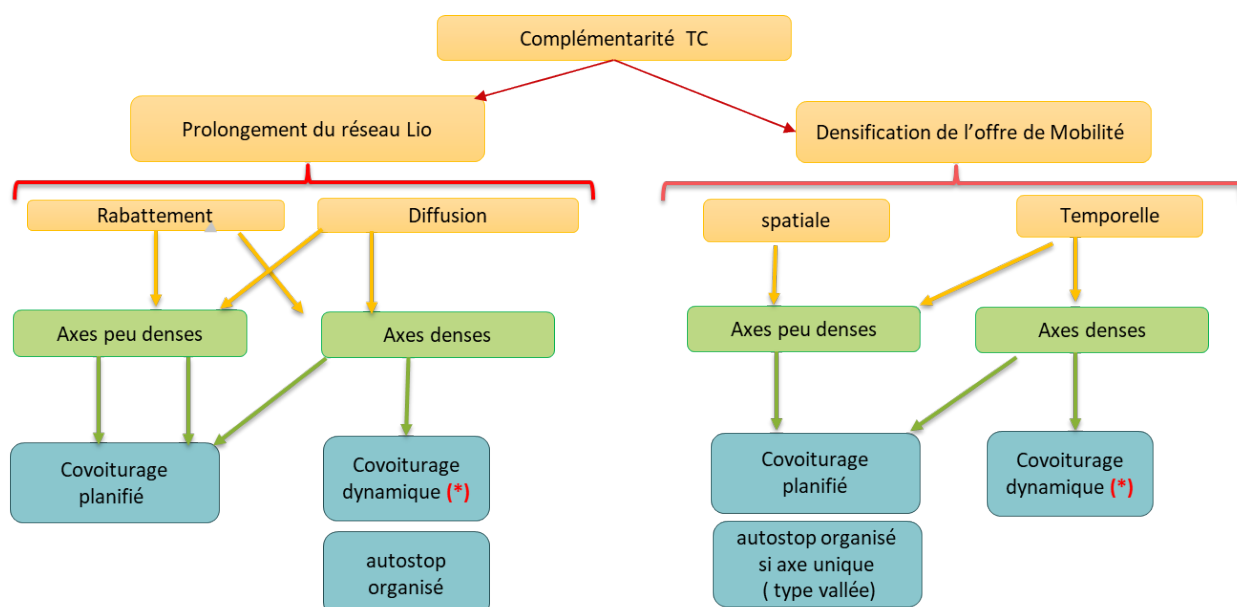 Complémentarité TC
Prolongement du réseau Lio
Densification de l'offre de Mobilité
Rabattement
Diffusion
spatiale
Temporelle
Axes peu denses
Axes denses
Axes peu denses
Axes denses
Covoiturage
planifié
Covoiturage
dynamique (*)
autostop
organisé
Covoiturage
planifié
autostop organisé
si axe unique
( type vallée)
Covoiturage
dynamique (*)